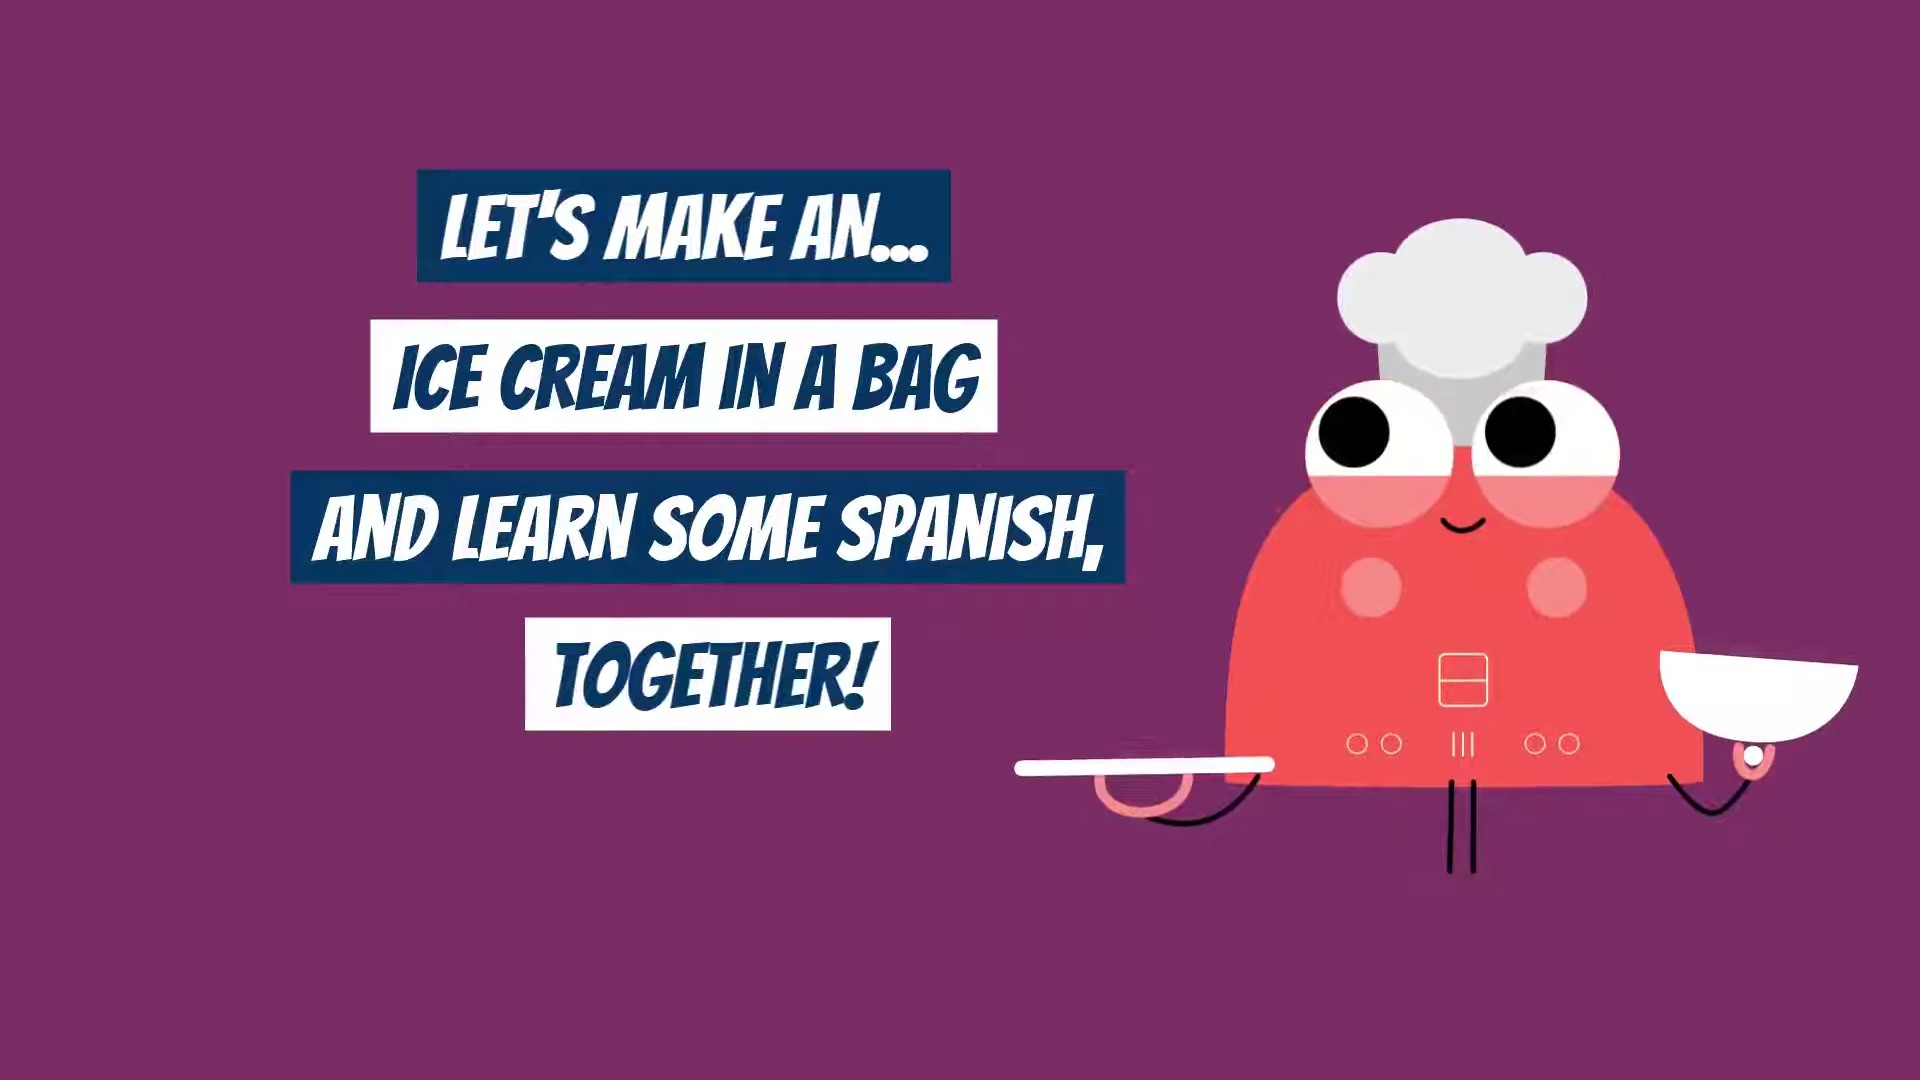 LET'S MAKE AN...
ICE CREAM IN A BAG
AND LEARN SOME SPANISH,
TOGETHER!